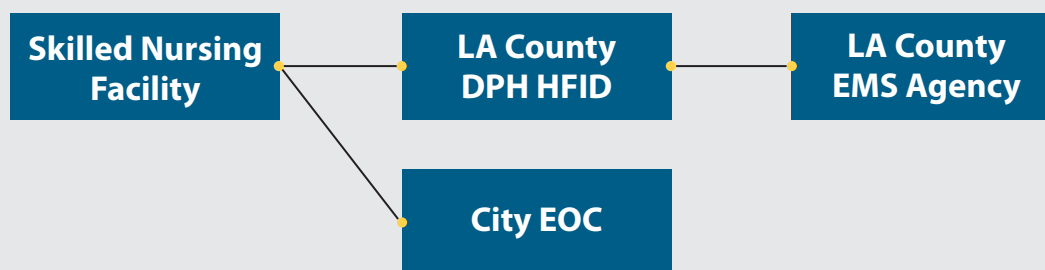 Skilled Nursing
Facility
LA County
DPH HFID
LA County
EMS Agency
City EOC